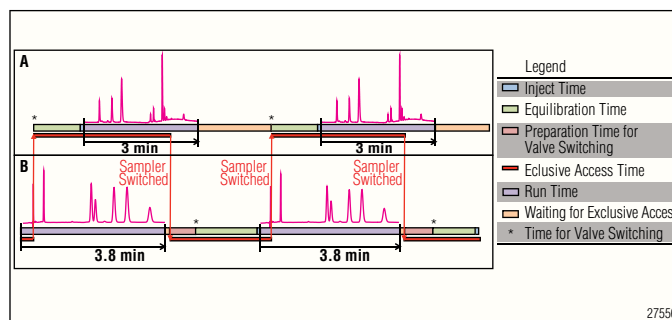 A
*
*
3 min
3 min
B
Sampler
Switched
Sampler
Switched
Sampler
Switched
*
*
3.8 min
3.8 min
Legend
Inject Time
Equilibration Time
Preparation Time for
Valve Switching
Eclusive Access Time
Run Time
Waiting for Exclusive Acces
* Time for Valve Switching
2755